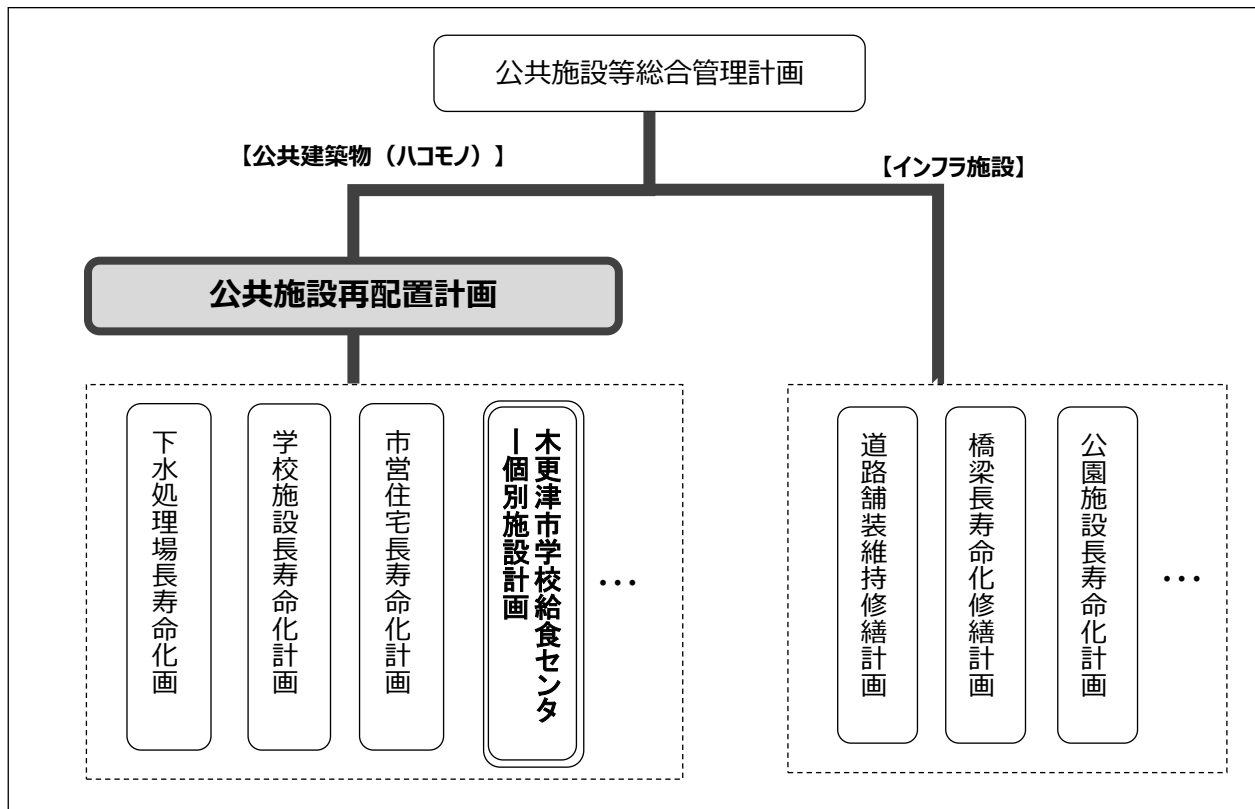 公共施設等総合管理計画
【公共建築物（ハコモノ）】
【インフラ施設】
公共施設再配置計画
下水処理場長寿命化画
学校施設長寿命化計画
市営住宅長寿命化計画
木更津市学校給食センタ
ー個別施設計画
…
道路舗装維持修繕計画
橋梁長寿命化修繕計画
公園施設長寿命化計画
…